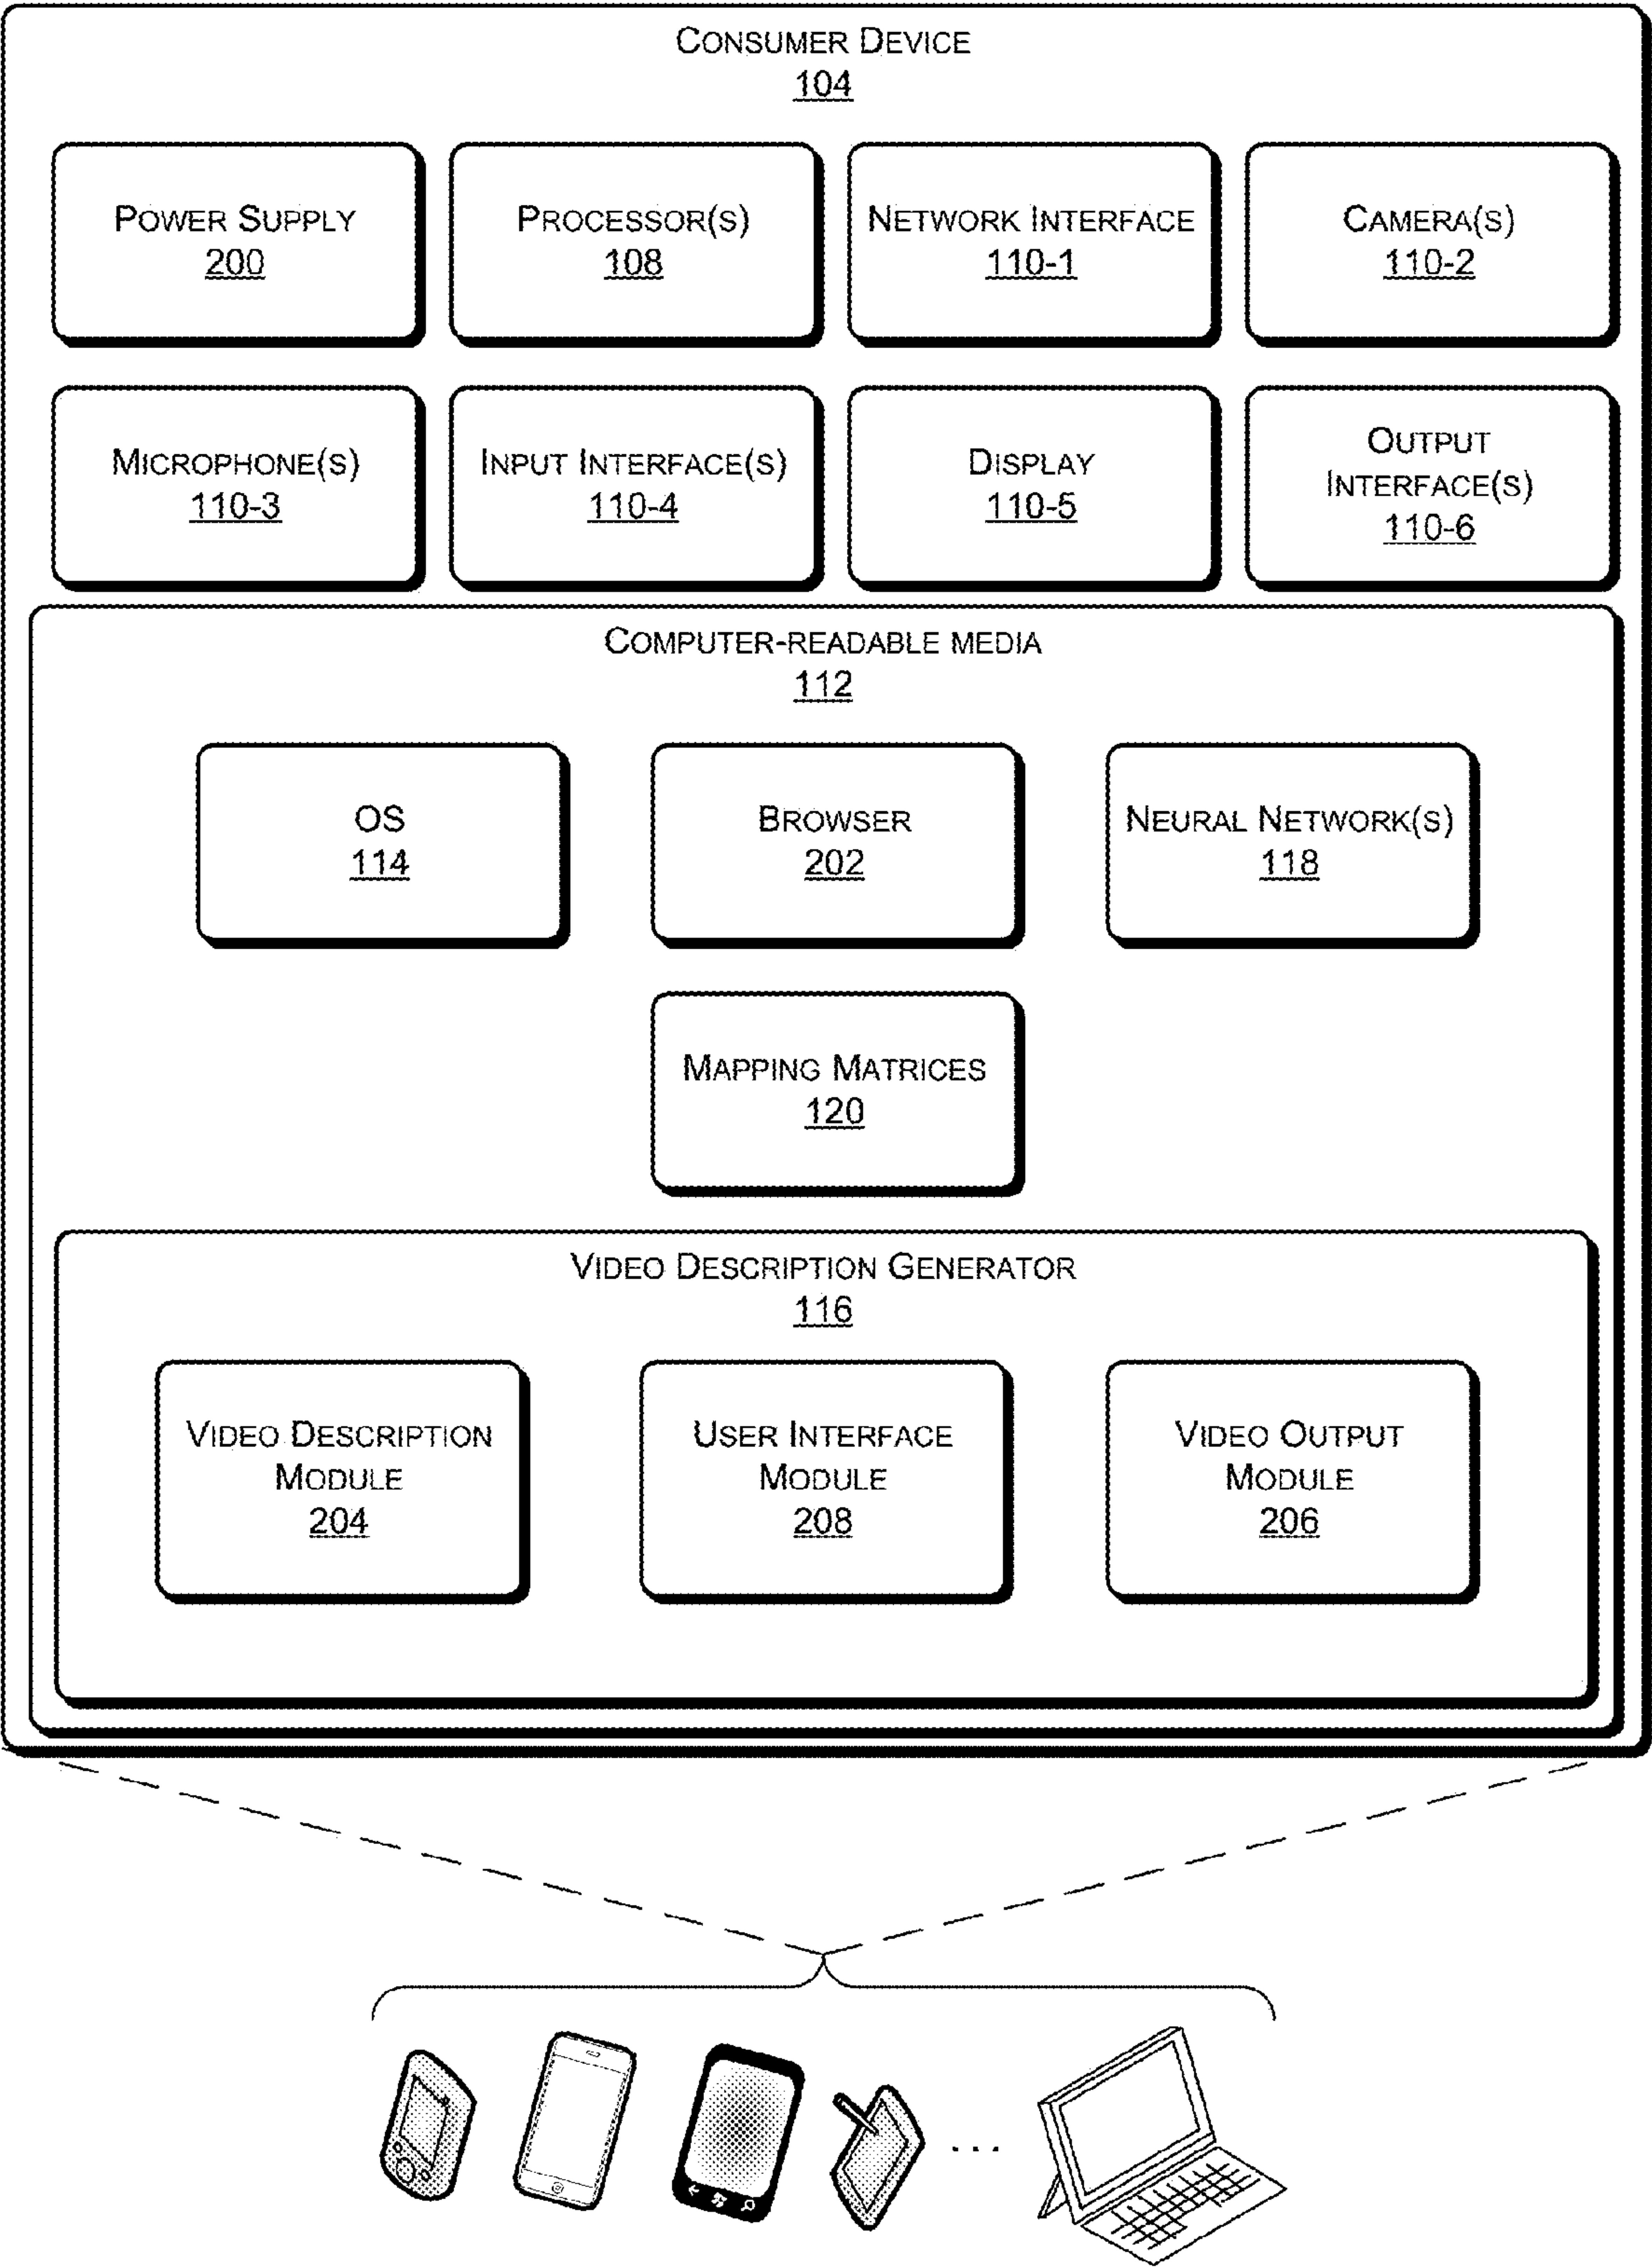 CONSUMER DEVICE
104
POWER SUPPLY
200
PROCESSOR(S)
108
NETWORK INTERFACE
110-1
CAMERA(S)
110-2
MICROPHONE(S)
110-3
INPUT INTERFACE(S)
110-4
DISPLAY
110-5
OUTPUT
INTERFACE(S)
110-6
COMPUTER-READABLE MEDIA
112
OS
114
BROWSER
202
NEURAL NETWORK(S)
118
MAPPING MATRICES
120
VIDEO DESCRIPTION GENERATOR
116
VIDEO DESCRIPTION
MODULE
204
USER INTERFACE
MODULE
208
VIDEO OUTPUT
MODULE
206
...